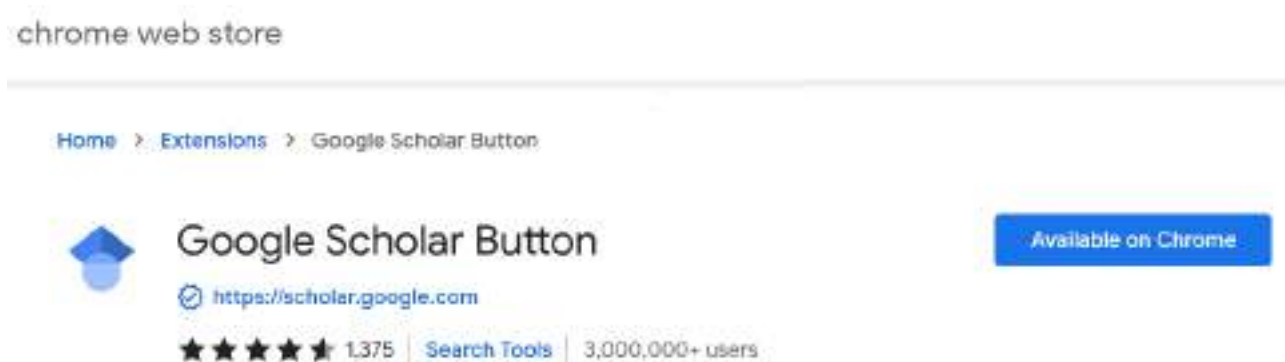 chrome web store
Home > Extensions > Google Scholar Button
Google Scholar Button
Available on Chrome
https://scholar.google.com
1,375 | Search Tools | 3,000,000+ users